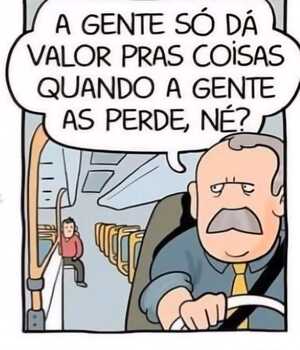 A GENTE SÓ DÁ
VALOR PRAS COISAS
QUANDO A GENTE
AS PERDE, NÉ?